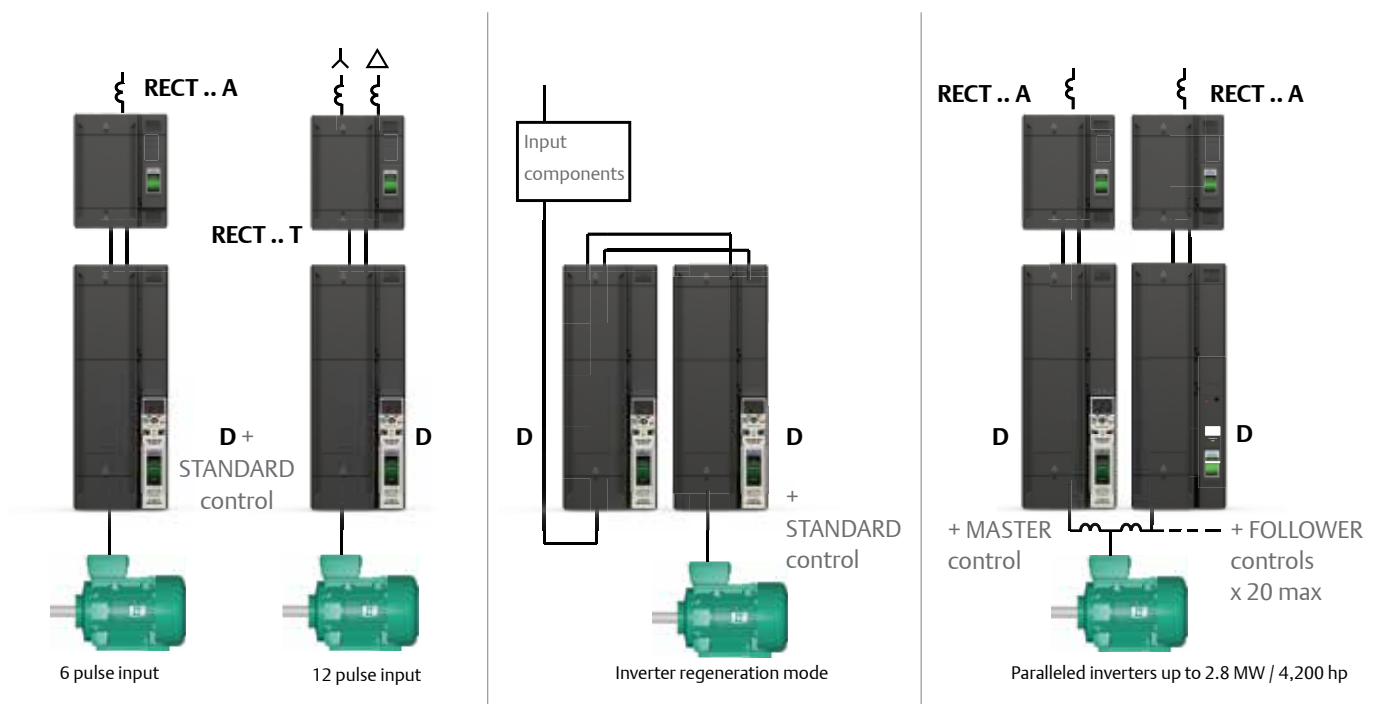 RECT .. A
RECT .. T
D +
STANDARD
control
D
6 pulse input
12 pulse input
Input
components
D
D
+
STANDARD
control
Inverter regeneration mode
RECT .. A
RECT .. A
D
D
+ MASTER
control
+ FOLLOWER
controls
x 20 max
Paralleled inverters up to 2.8 MW / 4,200 hp